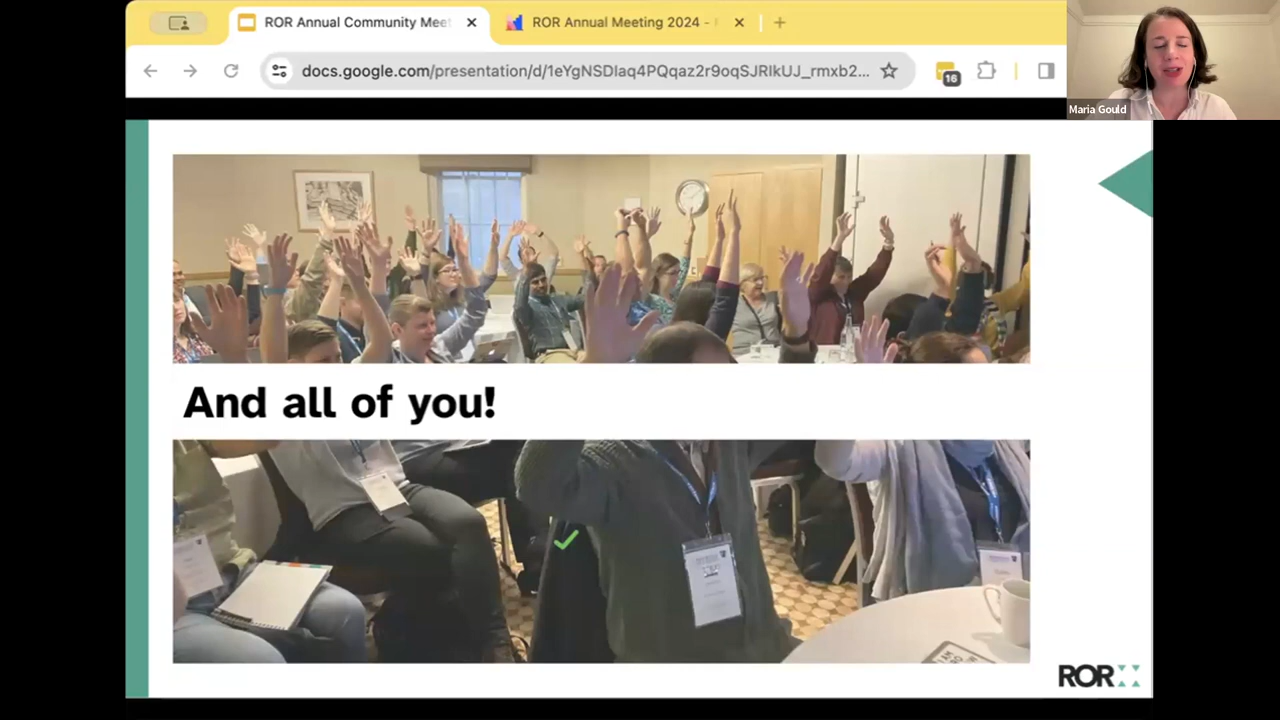 ROR Annual Community Meet
ROR Annual Meeting 2024 -
docs.google.com/presentation/d/1eYgNSDlaq4PQqaz2r9oqSJRlkUJ_rmxb2...
16
Maria Gould
And all of you!
ROR